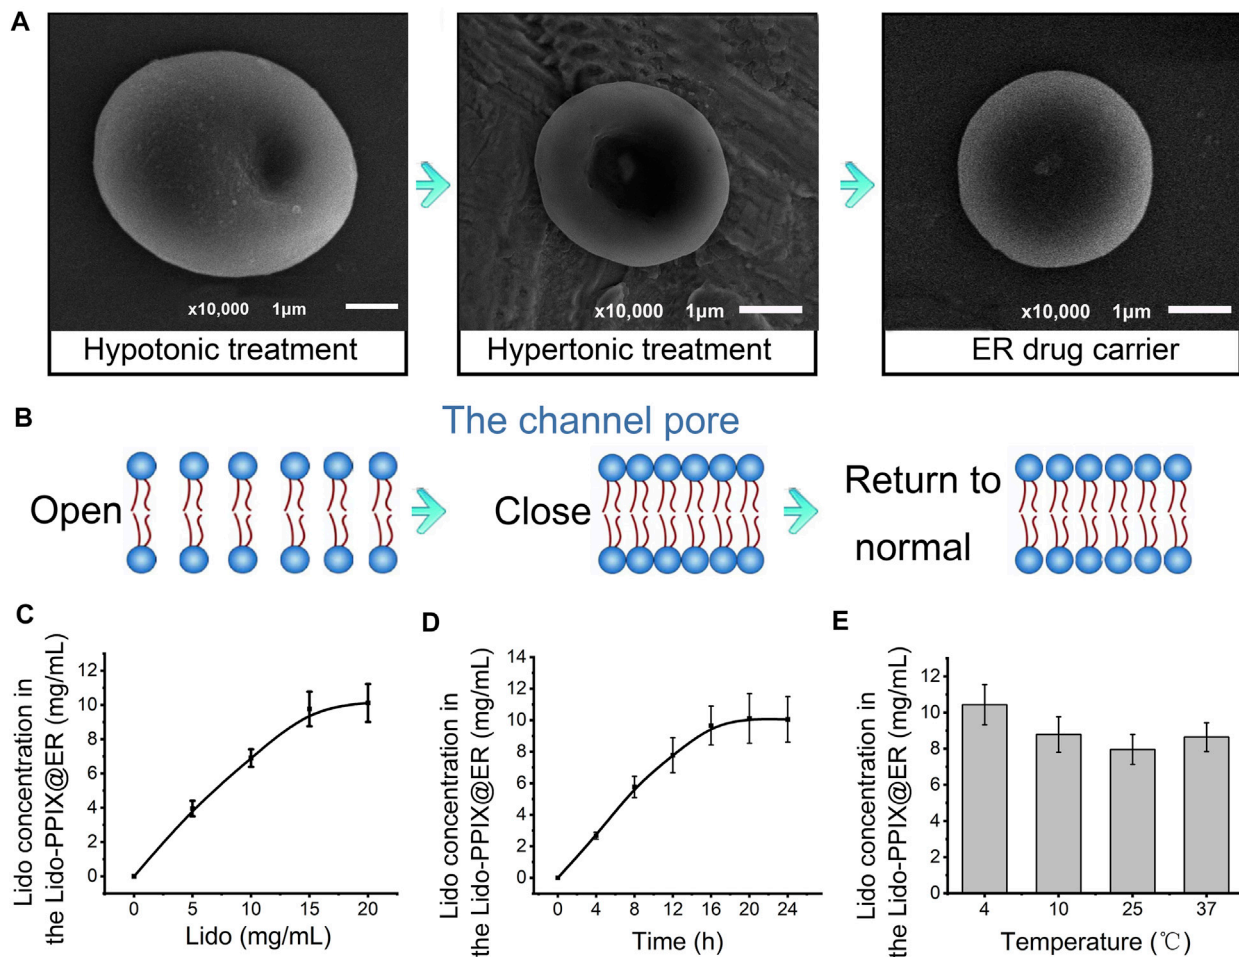 A
x10,000 1μm
Hypotonic treatment
x10,000 1μm
Hypertonic treatment
x10,000 1μm
ER drug carrier
B
The channel pore
Open
Close
Return to
normal
C
Lido concentration in
the Lido-PPIX@ER (mg/mL)
12
10
8
6
4
2
0
0 5 10 15 20
Lido (mg/mL)
D
Lido concentration in
the Lido-PPIX@ER (mg/mL)
14
12
10
8
6
4
2
0
0 4 8 12 16 20 24
Time (h)
E
Lido concentration in
the Lido-PPIX@ER (mg/mL)
12
10
8
6
4
2
0
4 10 25 37
Temperature (℃)